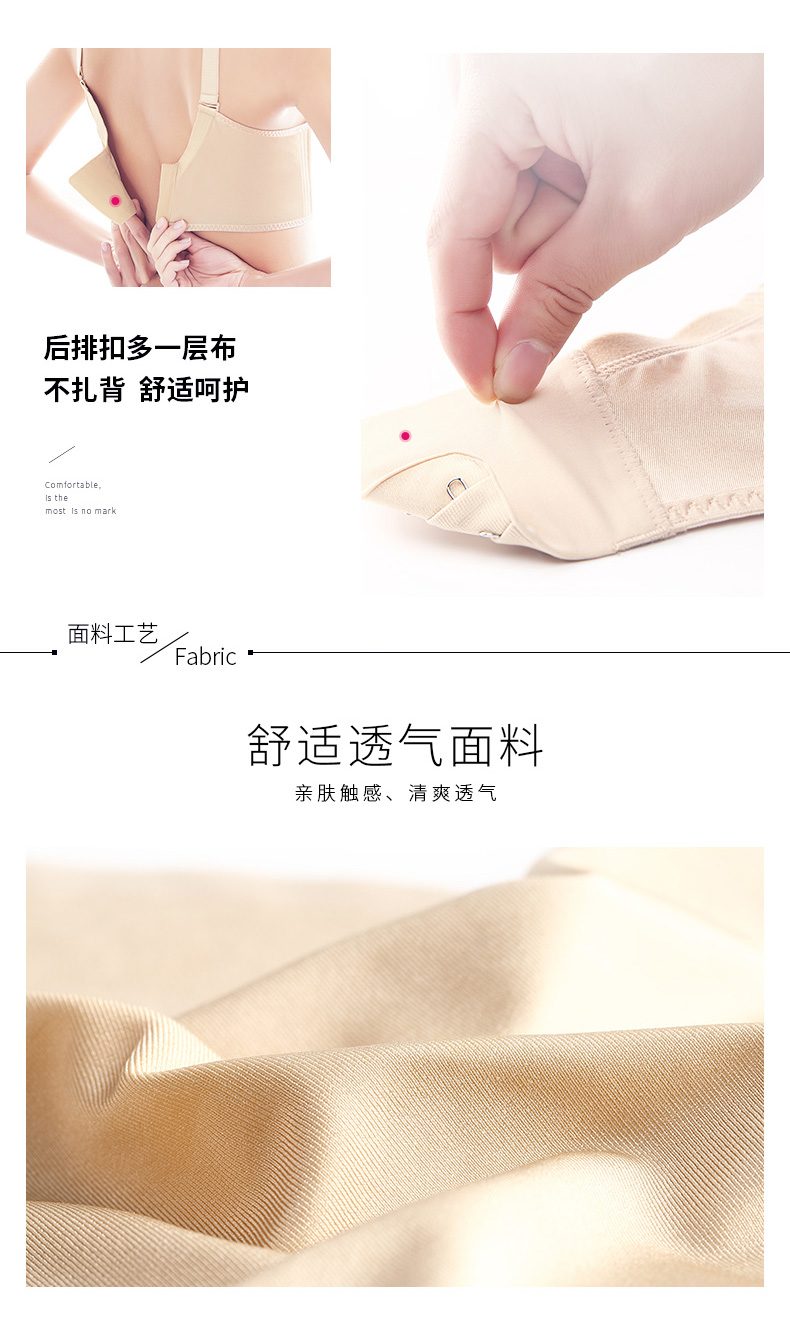 后排扣多一层布
不扎背 舒适呵护
Comfortable,
Is the
most Is no mark
面料工艺
Fabric
舒适透气面料
亲肤触感、清爽透气